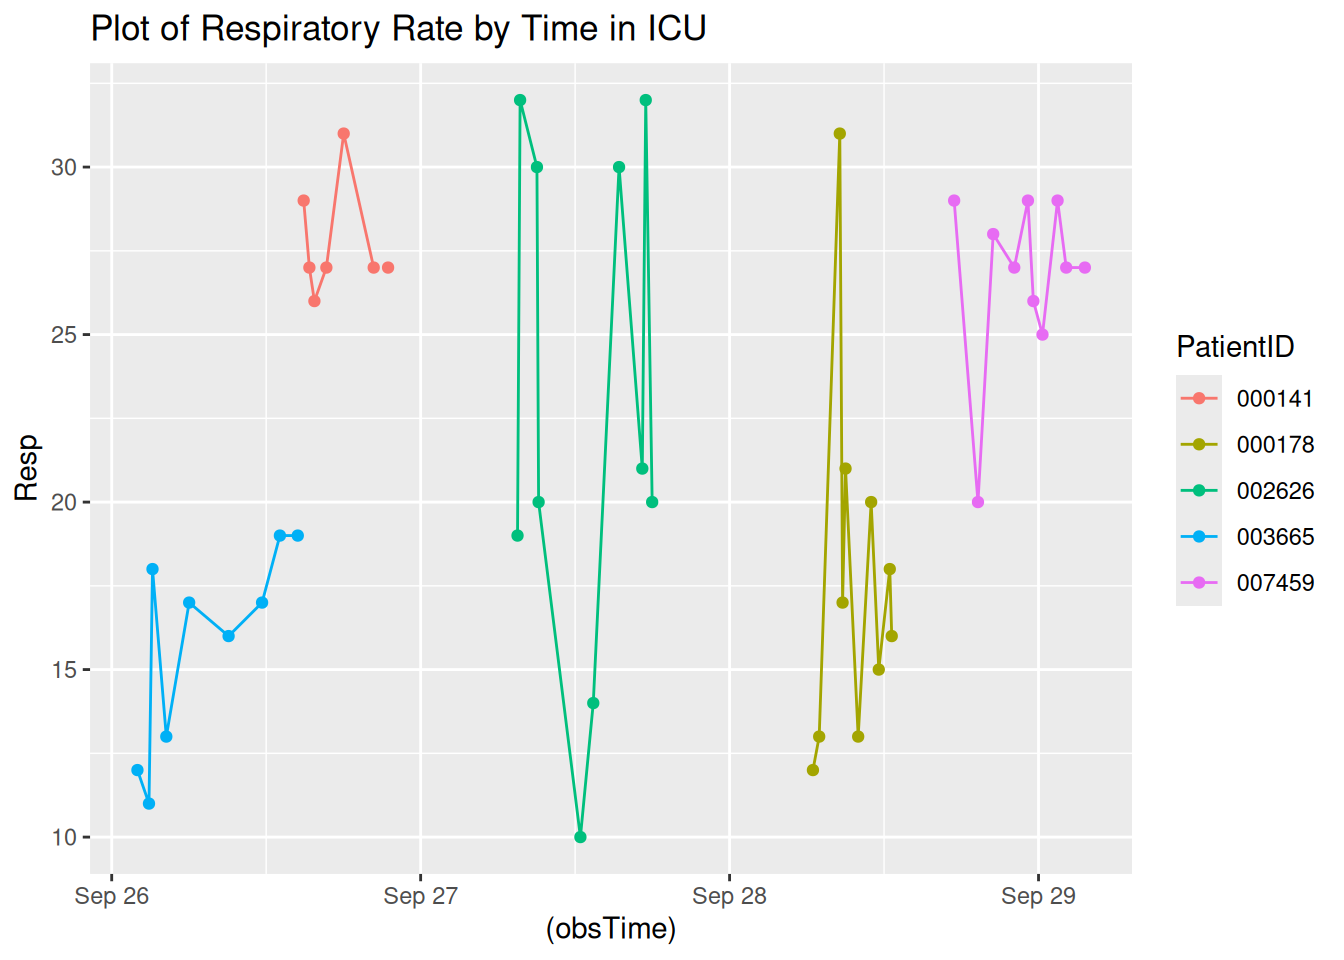 Plot of Respiratory Rate by Time in ICU
30
25
20
15
10
Resp
Sep 26
Sep 27
Sep 28
Sep 29
(obsTime)
PatientID
000141
000178
002626
003665
007459